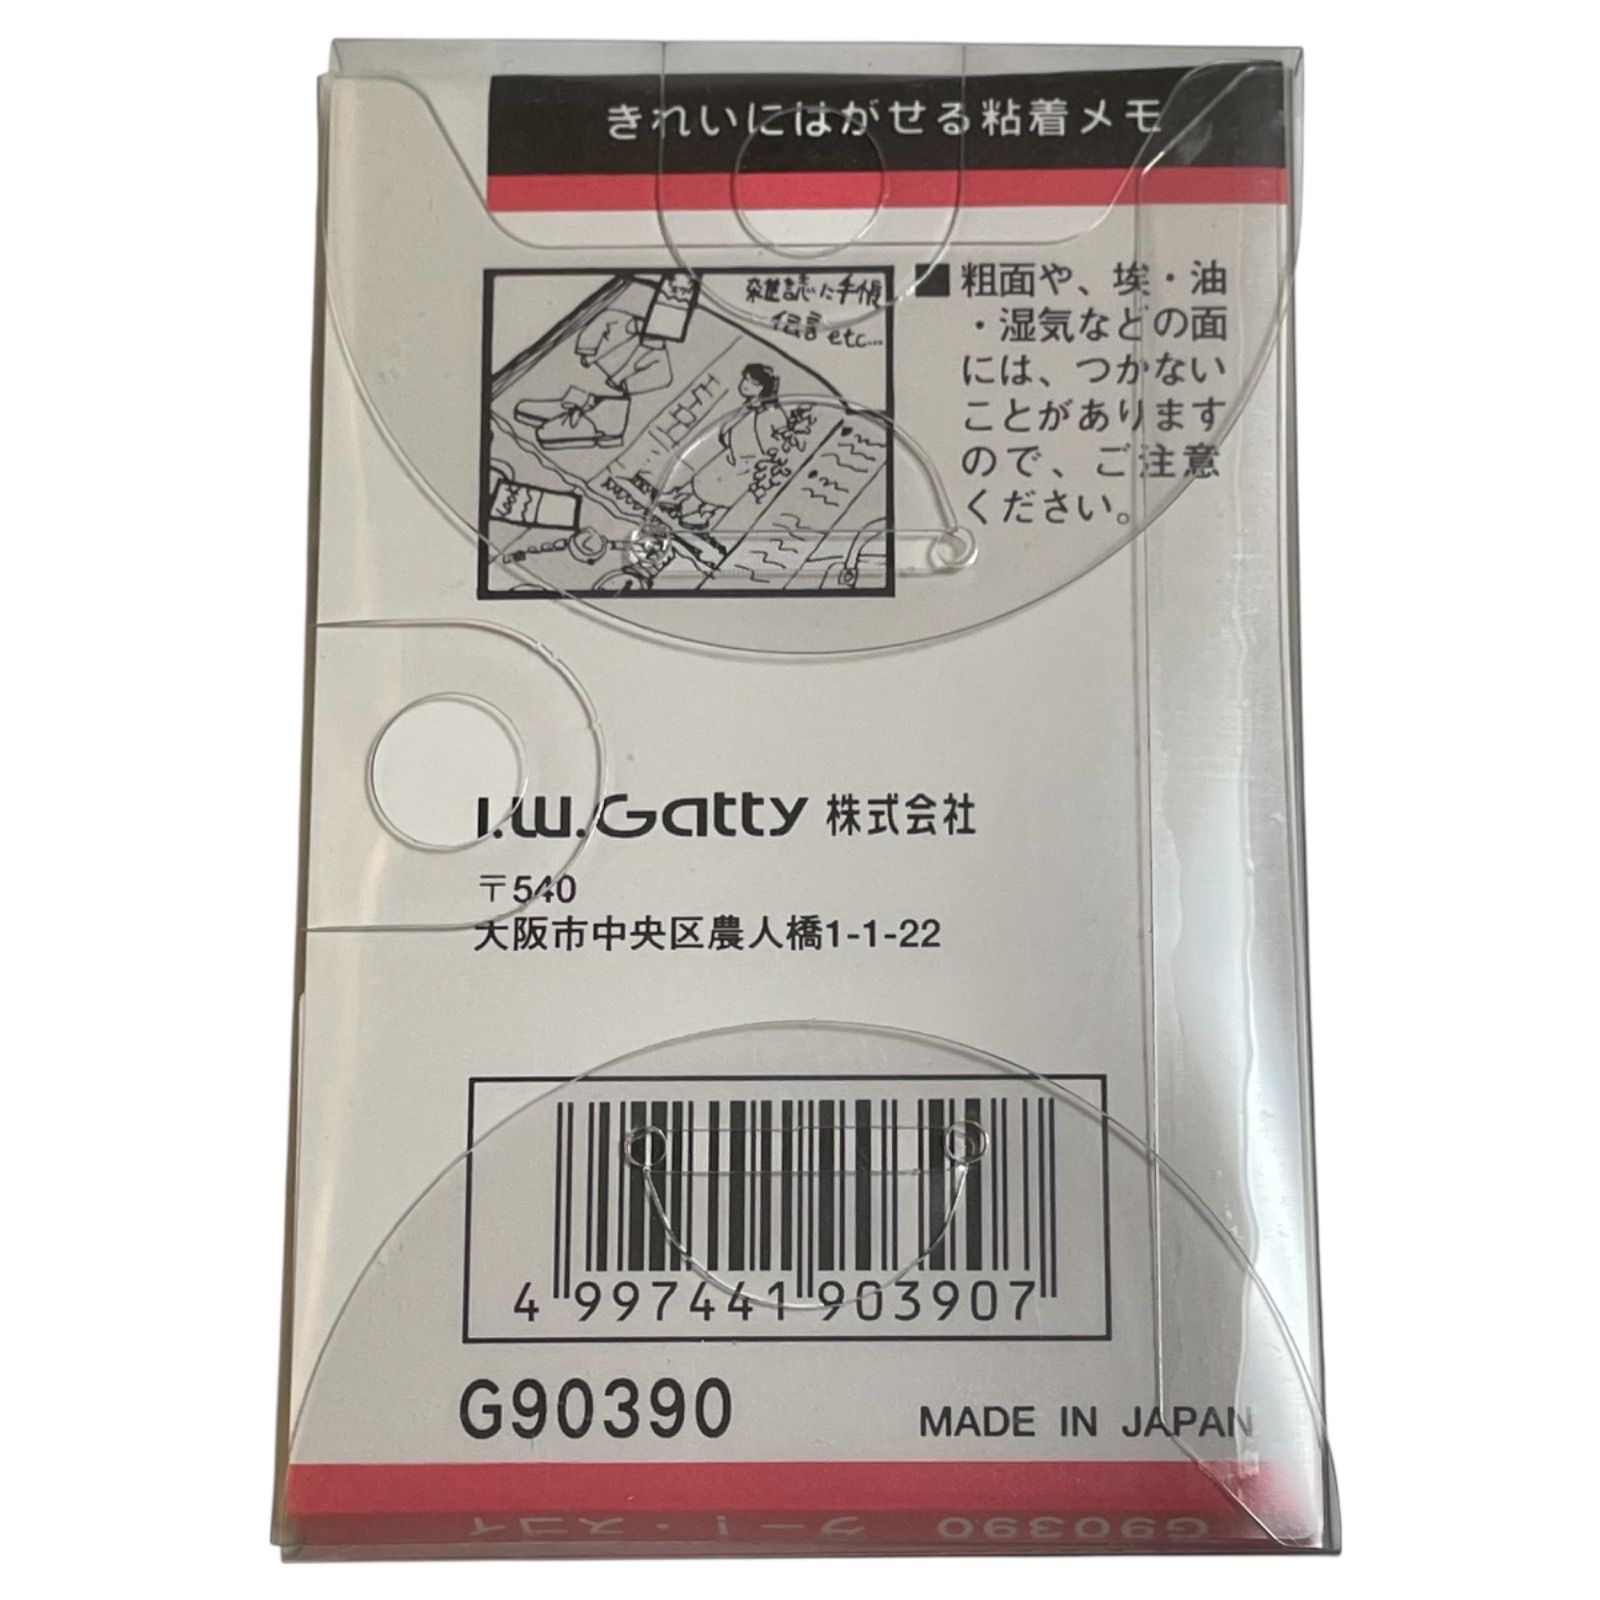 きれいにはがせる粘着メモ
雑誌に手帳
伝言 etc...
■ 粗面や、埃・油
・湿気などの面
には、つかない
ことがあります
ので、ご注意
ください。
I.W.Gatty 株式会社
〒540
大阪市中央区農人橋1-1-22
4 997441 903907
G90390
MADE IN JAPAN
G90390